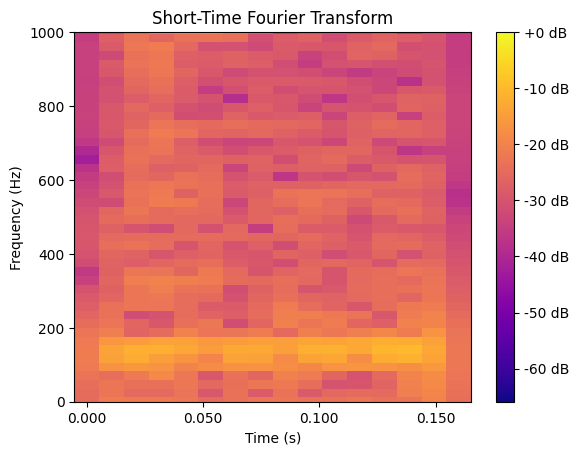 Short-Time Fourier Transform
1000
800
600
400
200
0
Frequency (Hz)
0.000
0.050
0.100
0.150
Time (s)
+0 dB
-10 dB
-20 dB
-30 dB
-40 dB
-50 dB
-60 dB